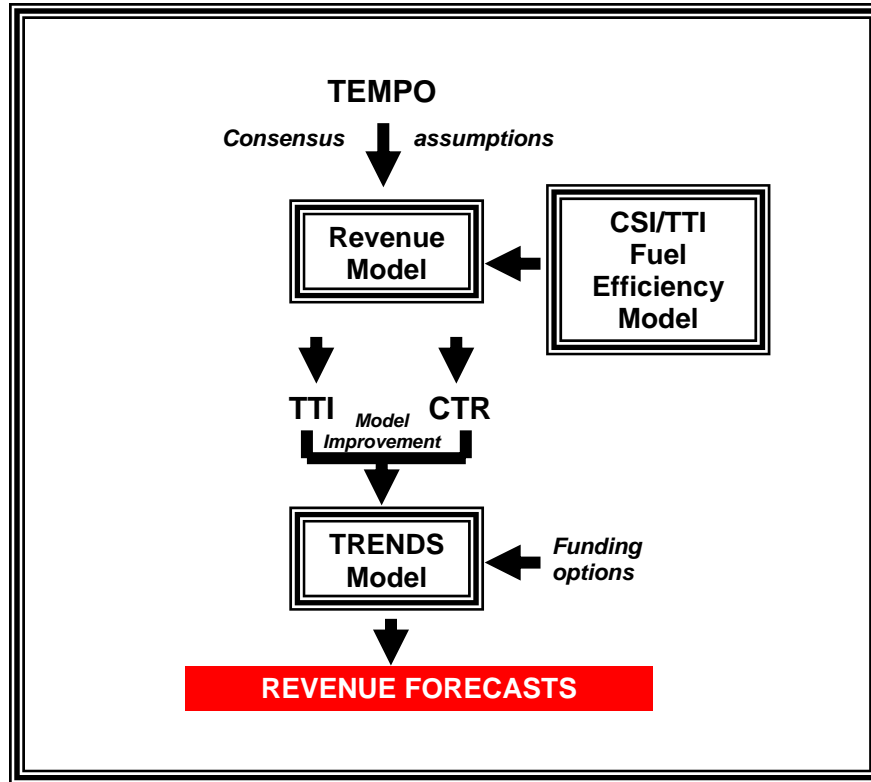 TEMPO
Consensus assumptions
Revenue
Model
CSI/TTI
Fuel
Efficiency
Model
TTI
CTR
Model
Improvement
TRENDS
Model
Funding
options
REVENUE FORECASTS